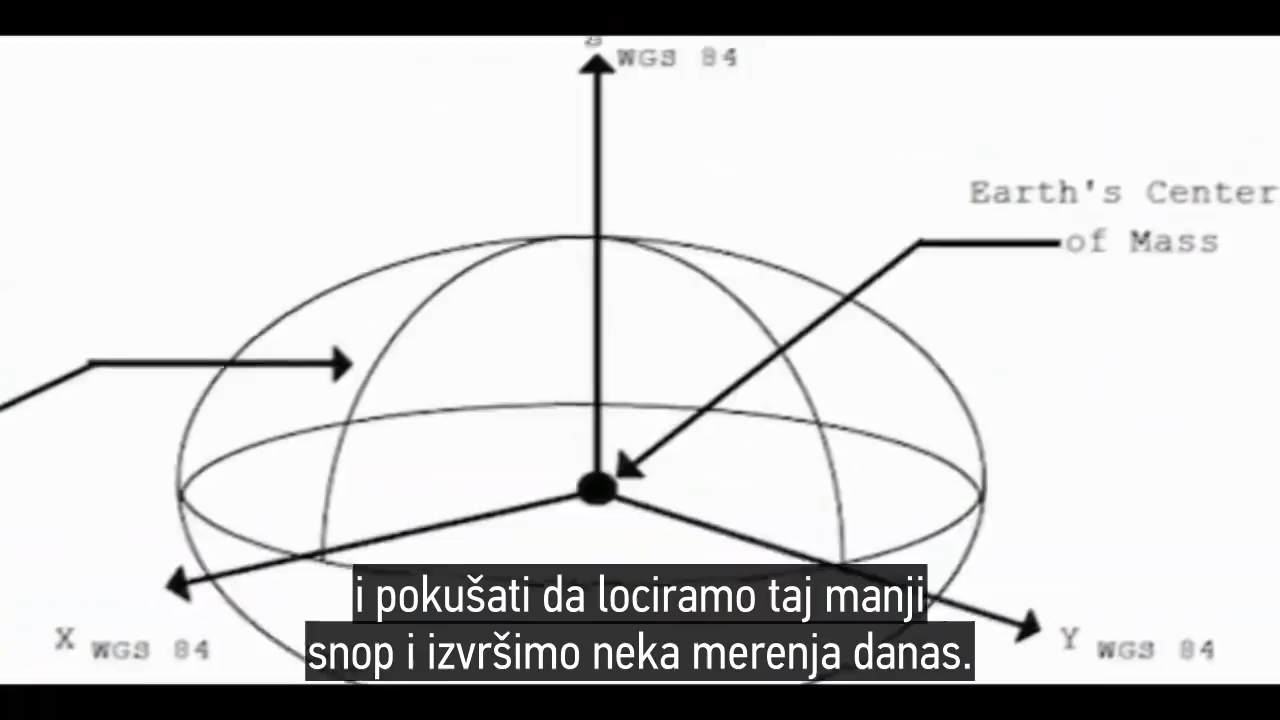 Z WGS 84
Earth's Center
of Mass
X WGS 84
Y WGS 84
i pokušati da lociramo taj manji
snop i izvršimo neka merenja danas.